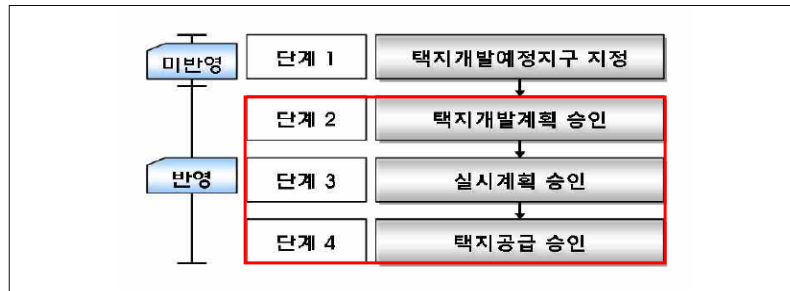 미반영
단계 1
택지개발예정지구 지정
단계 2
택지개발계획 승인
반영
단계 3
실시계획 승인
단계 4
택지공급 승인